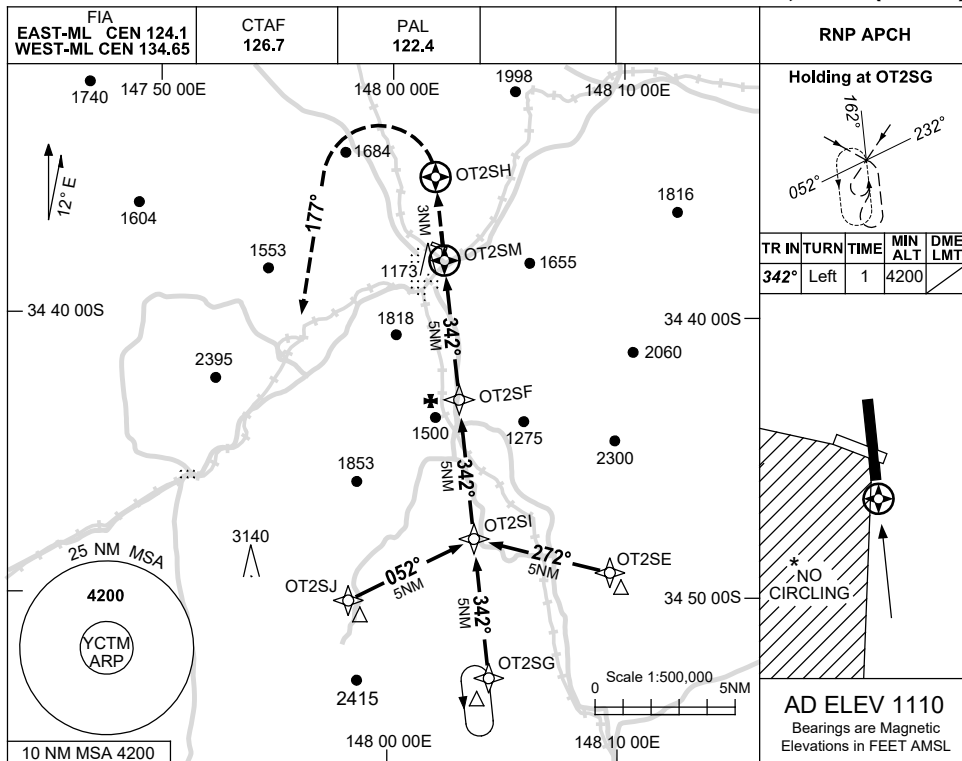 FIA
EAST-ML CEN 124.1
WEST-ML CEN 134.65
CTAF
126.7
PAL
122.4
RNP APCH
1740
147 50 00E
148 00 00E
1998
148 10 00E
12° E
1684
OT2SH
1604
177°
3NM
1816
1553
1173
OT2SM
1655
34 40 00S
34 40 00S
1818
342°
5NM
2060
2395
OT2SF
1500
1275
2300
1853
342°
5NM
3140
OT2SI
25 NM MSA
4200
YCTM
ARP
OT2SJ
052°
5NM
272°
5NM
OT2SE
342°
5NM
34 50 00S
OT2SG
2415
Scale 1:500,000
0
5NM
10 NM MSA 4200
148 00 00E
148 10 00E
Holding at OT2SG
162°
232°
052°
TR IN TURN TIME MIN ALT DME LMT
342° Left 1 4200
* NO
CIRCLING
AD ELEV 1110
Bearings are Magnetic
Elevations in FEET AMSL